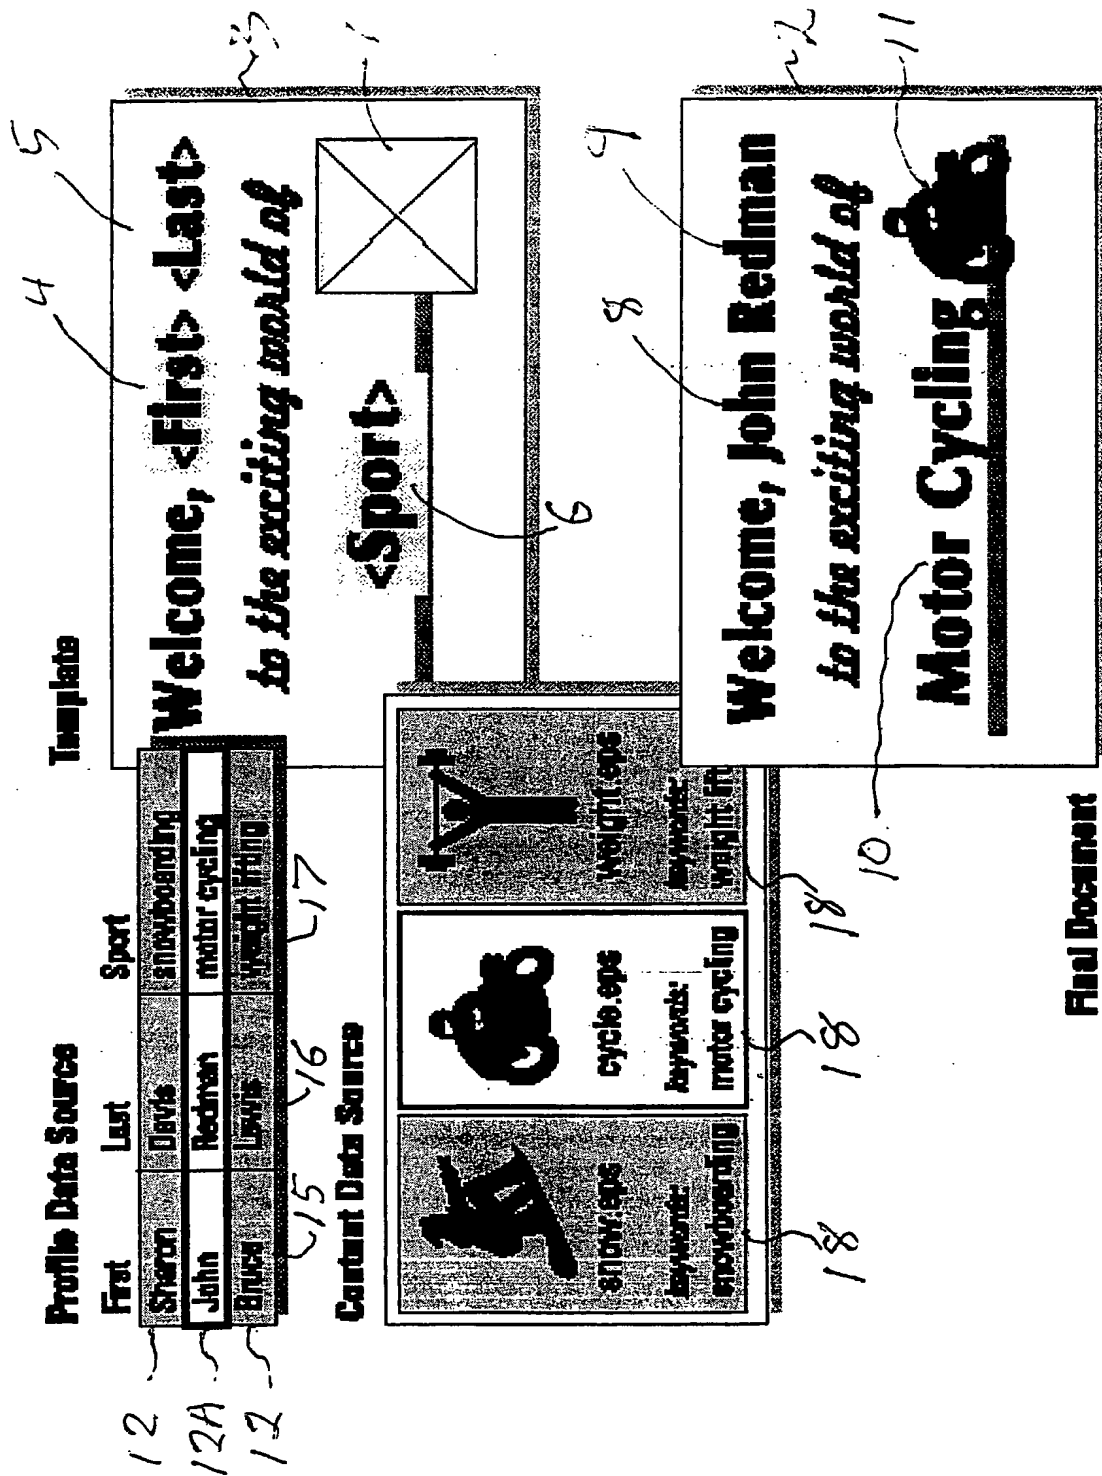 Profile Data Source
First Last Sport
12 Sharon Davis snowboarding
12A John Redman motor cycling
12 Bruce Lewis weight lifting
15 16 17
Template
4 5
Welcome, <First> <Last>
to the exciting world of
<Sport>
6
3
Content Data Source
snow.eps
keywords:
snowboarding
18
cycle.eps
keywords:
motor cycling
18
weight.eps
keywords:
weight lift
18
Final Document
8 9
Welcome, John Redman
to the exciting world of
Motor Cycling
10
2
11